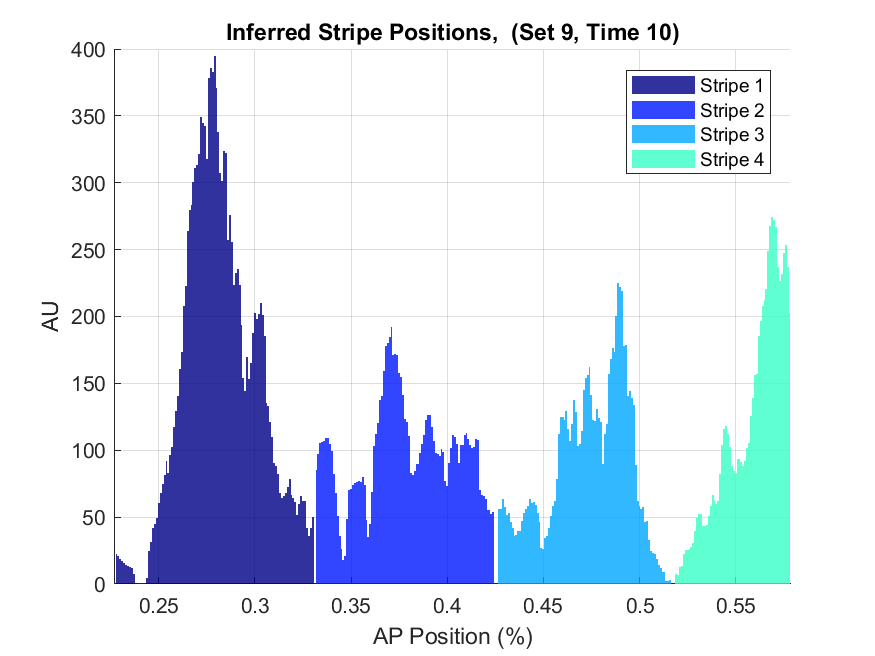 Inferred Stripe Positions,  (Set 9, Time 10)
400
350
300
250
200
150
100
50
0
AU
Stripe 1
Stripe 2
Stripe 3
Stripe 4
0.25 0.3 0.35 0.4 0.45 0.5 0.55
AP Position (%)